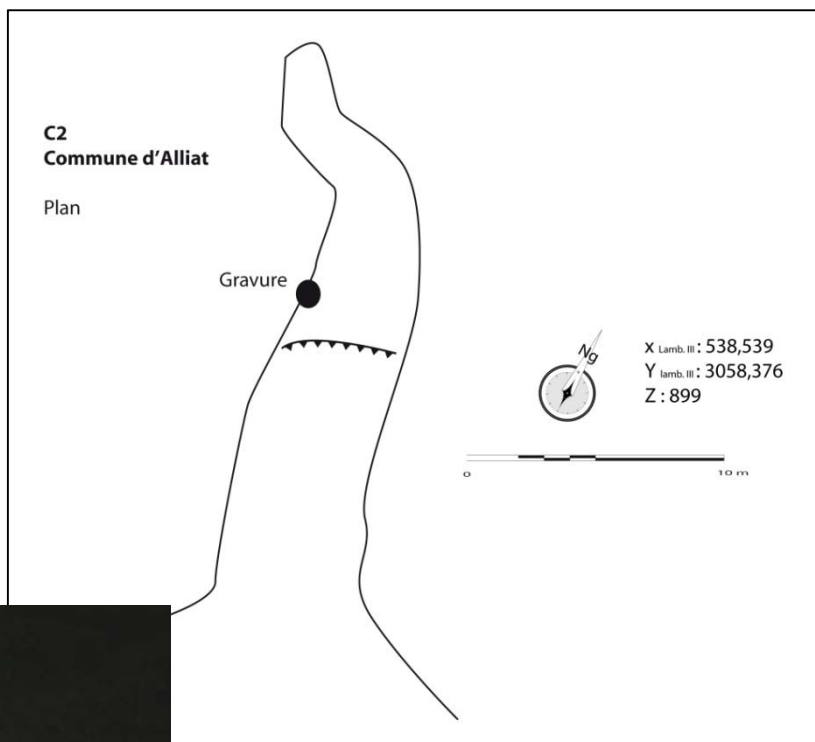 C2
Commune d’Alliat
Plan
Gravure
Ng
x Lamb. III : 538,539
Y lamb. III : 3058,376
Z : 899
0 10 m